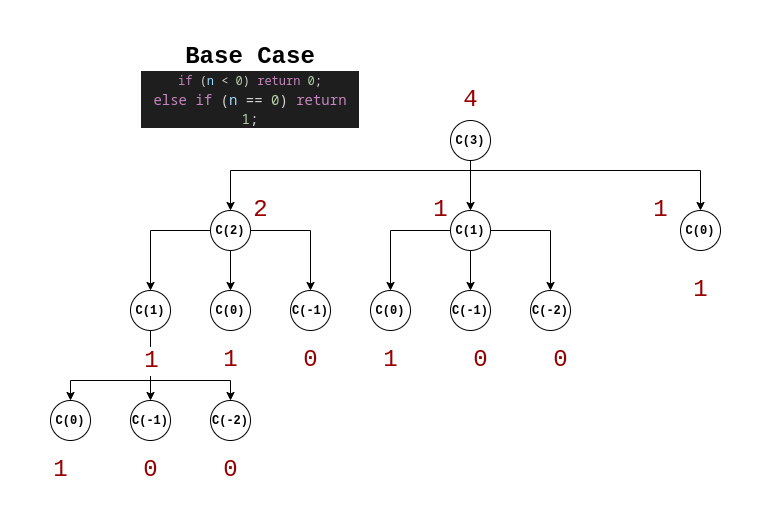 Base Case
if (n < 0) return 0;
else if (n == 0) return
1;
4
C(3)
2
1
1
C(2)
C(1)
C(0)
1
C(1)
C(0)
C(-1)
C(0)
C(-1)
C(-2)
1
1
0
1
0
0
C(0)
C(-1)
C(-2)
1
0
0